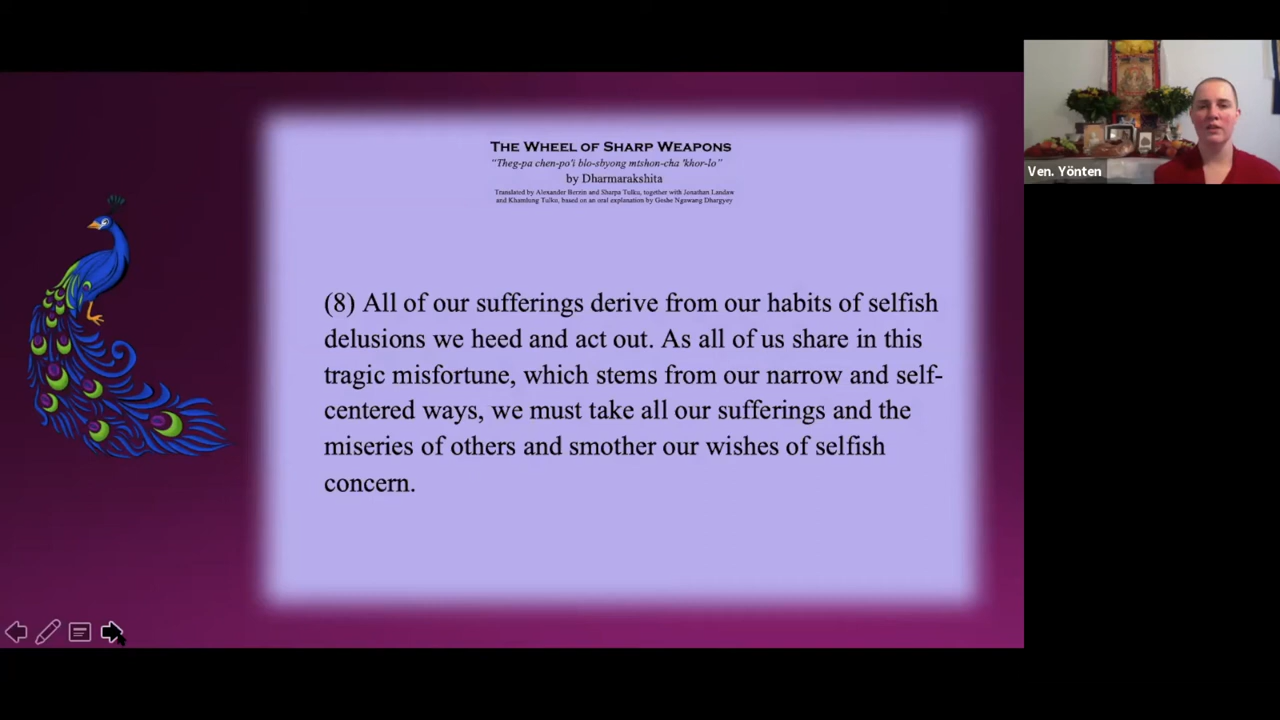 THE WHEEL OF SHARP WEAPONS
"Theg-pa chen-po'i blo-sbyong mtshon-cha 'khor-lo"
by Dharmarakshita
Translated by Alexander Berzin and Sharpa Tulku, together with Jonathan Landaw
and Khamlung Tulku, based on an oral explanation by Geshe Ngawang Dhargyey
(8) All of our sufferings derive from our habits of selfish
delusions we heed and act out. As all of us share in this
tragic misfortune, which stems from our narrow and self-
centered ways, we must take all our sufferings and the
miseries of others and smother our wishes of selfish
concern.
Ven. Yönten